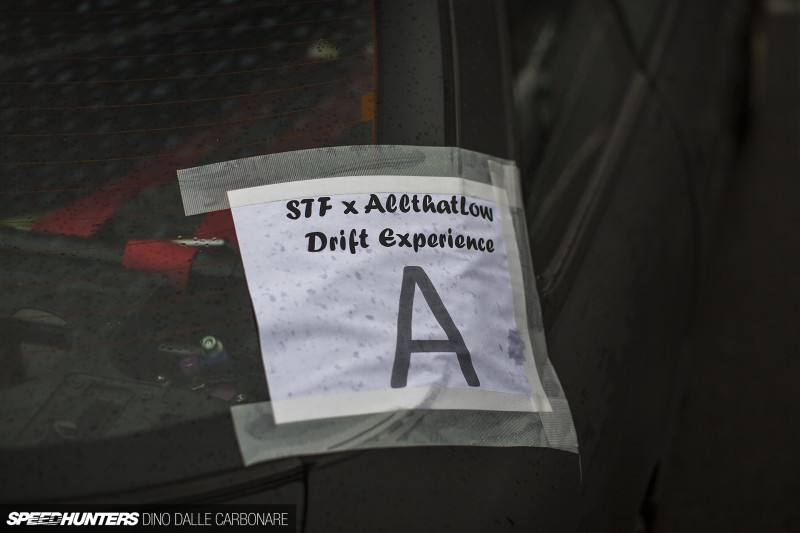 STF x AllthatLow
Drift Experience
A
SPEEDHUNTERS DINO DALLE CARBONARE